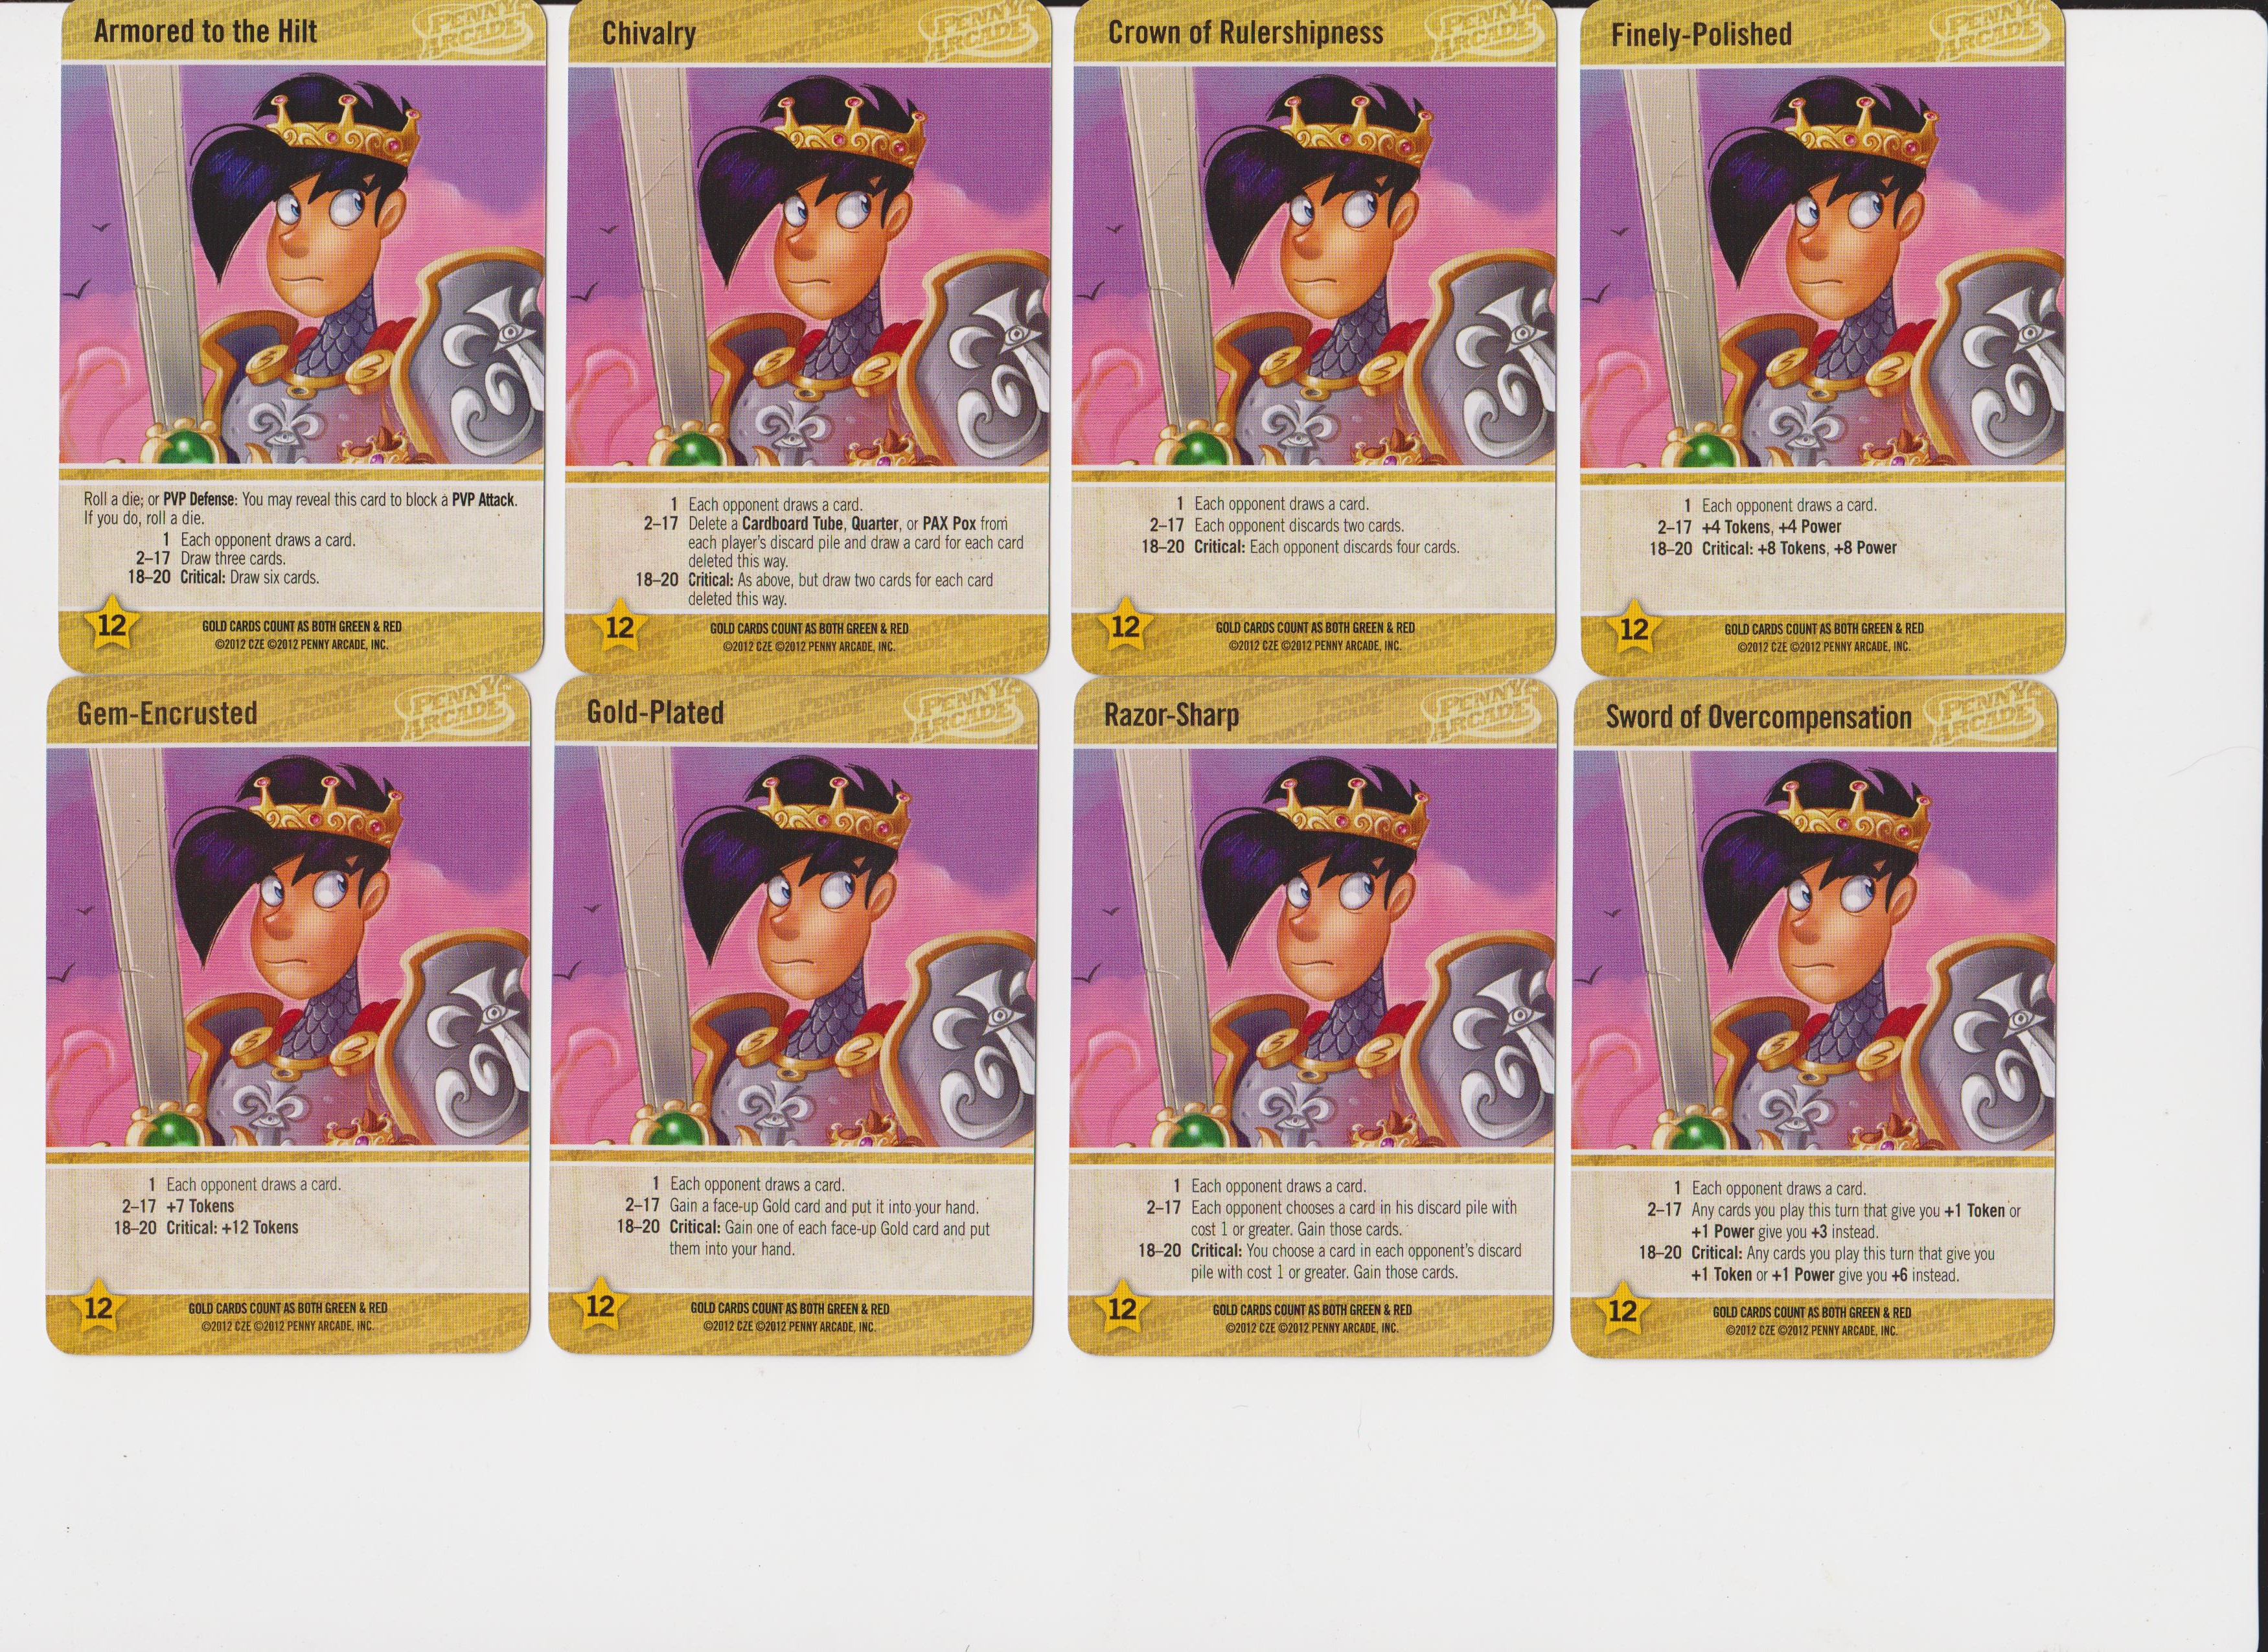 Armored to the Hilt
PENNY ARCADE
Roll a die; or PVP Defense: You may reveal this card to block a PVP Attack.
If you do, roll a die.
1 Each opponent draws a card.
2–17 Draw three cards.
18–20 Critical: Draw six cards.
12
GOLD CARDS COUNT AS BOTH GREEN & RED
©2012 CZE ©2012 PENNY ARCADE, INC.
Chivalry
PENNY ARCADE
1 Each opponent draws a card.
2–17 Delete a Cardboard Tube, Quarter, or PAX Pox from
each player's discard pile and draw a card for each card
deleted this way.
18–20 Critical: As above, but draw two cards for each card
deleted this way.
12
GOLD CARDS COUNT AS BOTH GREEN & RED
©2012 CZE ©2012 PENNY ARCADE, INC.
Crown of Rulershipness
PENNY ARCADE
1 Each opponent draws a card.
2–17 Each opponent discards two cards.
18–20 Critical: Each opponent discards four cards.
12
GOLD CARDS COUNT AS BOTH GREEN & RED
©2012 CZE ©2012 PENNY ARCADE, INC.
Finely-Polished
PENNY ARCADE
1 Each opponent draws a card.
2–17 +4 Tokens, +4 Power
18–20 Critical: +8 Tokens, +8 Power
12
GOLD CARDS COUNT AS BOTH GREEN & RED
©2012 CZE ©2012 PENNY ARCADE, INC.
Gem-Encrusted
PENNY ARCADE
1 Each opponent draws a card.
2–17 +7 Tokens
18–20 Critical: +12 Tokens
12
GOLD CARDS COUNT AS BOTH GREEN & RED
©2012 CZE ©2012 PENNY ARCADE, INC.
Gold-Plated
PENNY ARCADE
1 Each opponent draws a card.
2–17 Gain a face-up Gold card and put it into your hand.
18–20 Critical: Gain one of each face-up Gold card and put
them into your hand.
12
GOLD CARDS COUNT AS BOTH GREEN & RED
©2012 CZE ©2012 PENNY ARCADE, INC.
Razor-Sharp
PENNY ARCADE
1 Each opponent draws a card.
2–17 Each opponent chooses a card in his discard pile with
cost 1 or greater. Gain those cards.
18–20 Critical: You choose a card in each opponent's discard
pile with cost 1 or greater. Gain those cards.
12
GOLD CARDS COUNT AS BOTH GREEN & RED
©2012 CZE ©2012 PENNY ARCADE, INC.
Sword of Overcompensation
PENNY ARCADE
1 Each opponent draws a card.
2–17 Any cards you play this turn that give you +1 Token or
+1 Power give you +3 instead.
18–20 Critical: Any cards you play this turn that give you
+1 Token or +1 Power give you +6 instead.
12
GOLD CARDS COUNT AS BOTH GREEN & RED
©2012 CZE ©2012 PENNY ARCADE, INC.